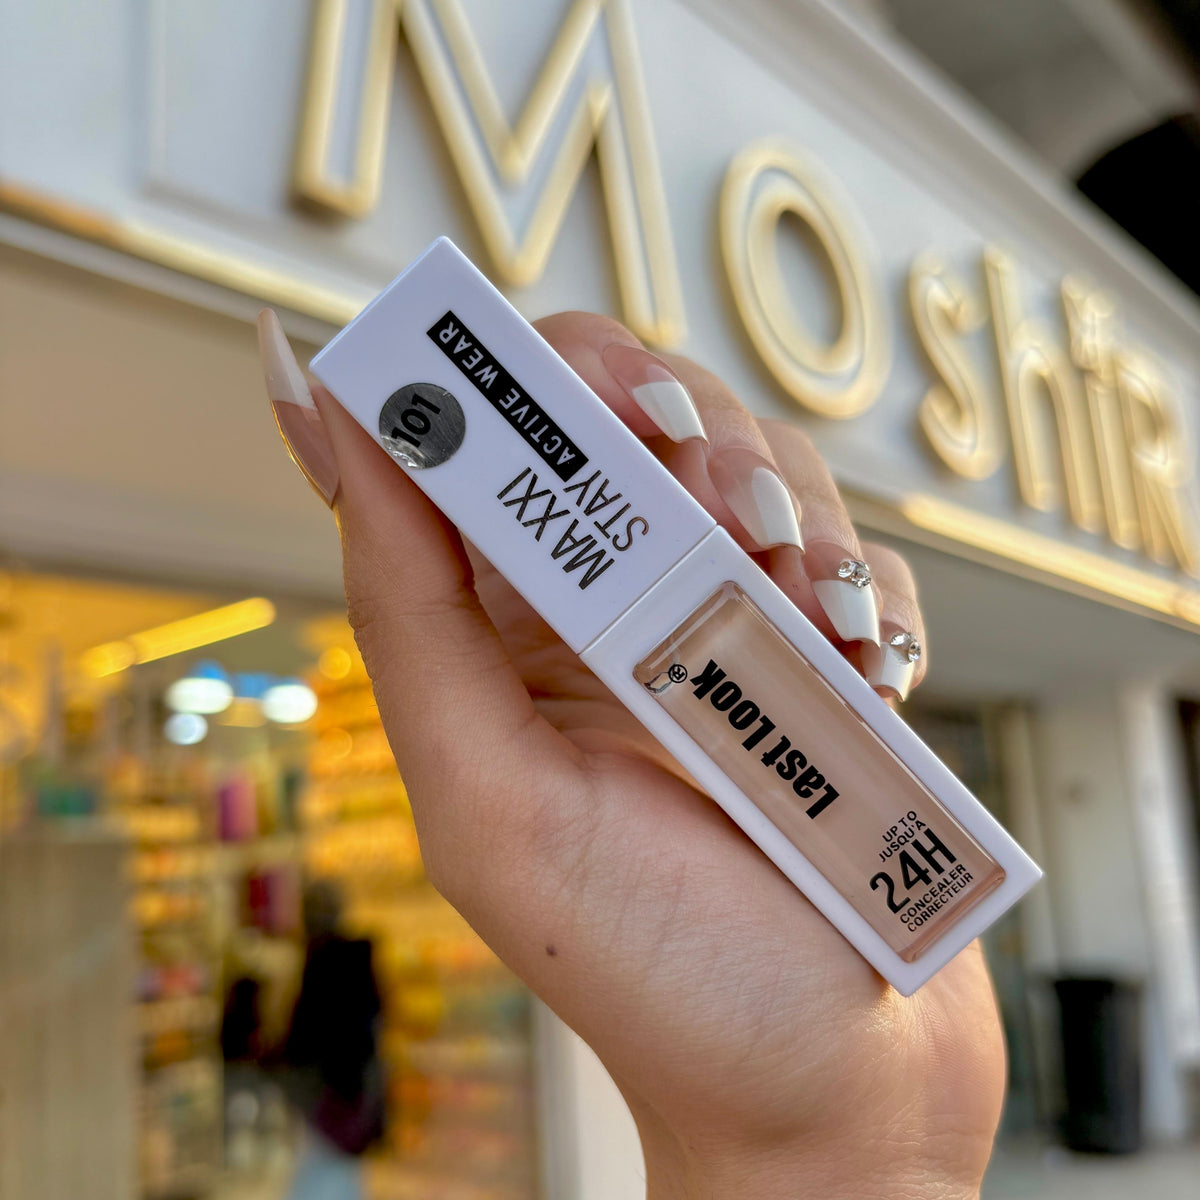 Moshir
ACTIVE WEAR
101
MAXXI
STAY
Last Look®
UP TO
JUSQU'A
24H
CONCEALER
CORRECTEUR